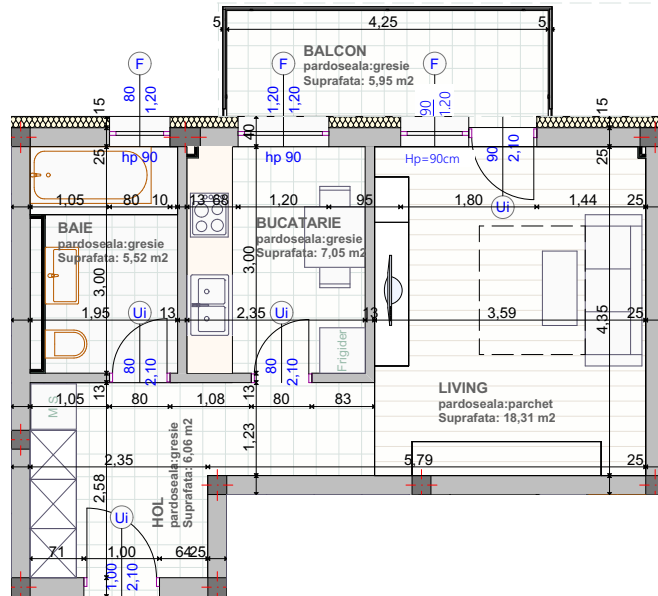 5 4,25 5
BALCON
pardoseala:gresie
Suprafata: 5,95 m2
F F F
80
1,20
1,20
1,20
90
1.20
15 40 15
25 hp 90 hp 90 Hp=90cm 90 2,10 25
1,05 80 10 13 68 1,20 95 1,80 Ui 1,44 25
BAIE
pardoseala:gresie
Suprafata: 5,52 m2
3,00
BUCATARIE
pardoseala:gresie
Suprafata: 7,05 m2
3,00
1,95 Ui 13 2,35 Ui 13 3,59 4,35 25
80
2,10
80
2,10
Frigider
LIVING
pardoseala:parchet
Suprafata: 18,31 m2
M.S.
1,05 80 13 1,08 13 80 83
1,23
2,35 5,79 25
2,58
HOL
pardoseala:gresie
Suprafata: 6,06 m2
Ui
71 1,00 64 25
1,00
2,10